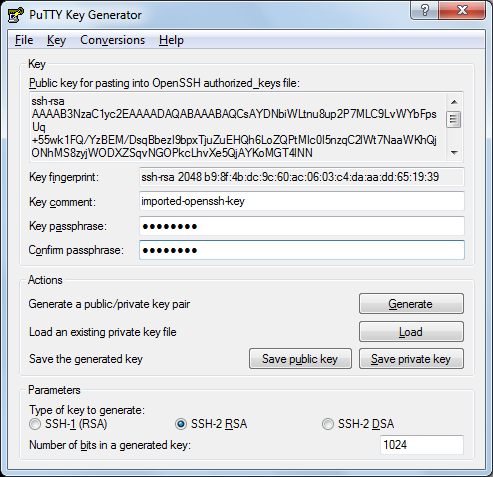 PuTTY Key Generator
File Key Conversions Help
Key
Public key for pasting into OpenSSH authorized_keys file:
ssh-rsa
AAAAB3NzaC1yc2EAAAADAQABAAABAQCsAYDNbiWLtnu8up2P7MLC9LvWYbFps
Uq
+55wk1FQ/YzBEM/DsqBbezI9bpxTjuZuEHQh6LoZQPtMlc0I5nzqC2lWt7NaaWKhQj
ONhMS8zyjWODXZSqvNGOPkcLhvXe5QjAYKoMGT4lNN
Key fingerprint: ssh-rsa 2048 b9:8f:4b:dc:9c:60:ac:06:03:c4:da:aa:dd:65:19:39
Key comment: imported-openssh-key
Key passphrase: ●●●●●●●●
Confirm passphrase: ●●●●●●●●
Actions
Generate a public/private key pair Generate
Load an existing private key file Load
Save the generated key Save public key Save private key
Parameters
Type of key to generate:
SSH-1 (RSA) SSH-2 RSA SSH-2 DSA
Number of bits in a generated key: 1024